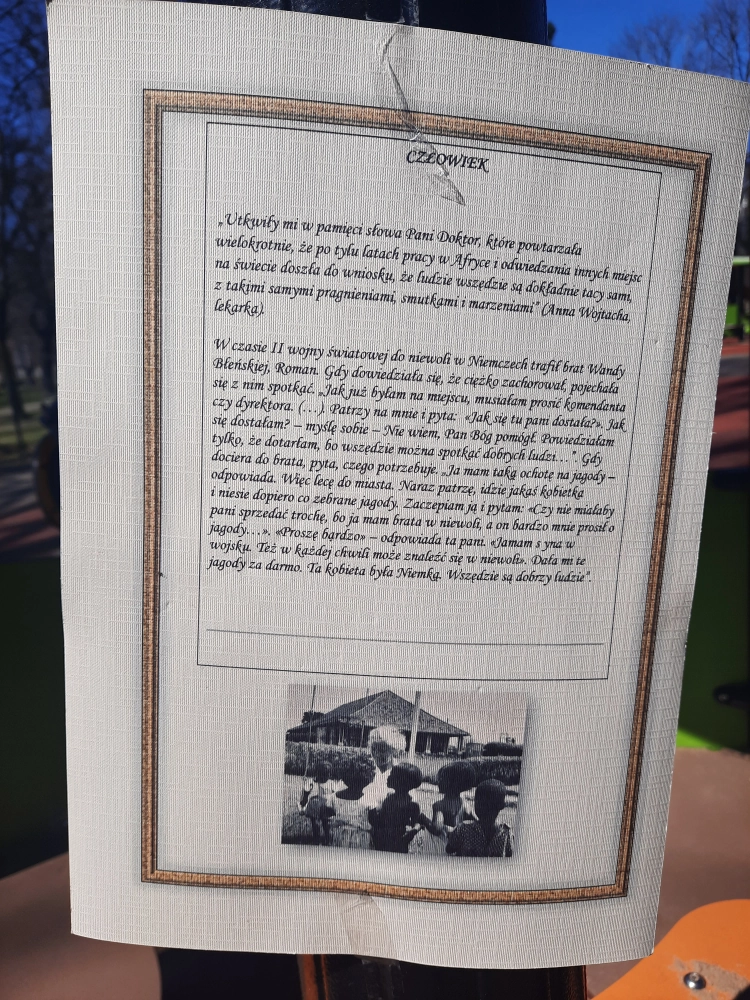 CZŁOWIEK
„Utkwiły mi w pamięci słowa Pani Doktor, które powtarzała
wielokrotnie, że po tylu latach pracy w Afryce i odwiedzania innych miejsc
na świecie doszła do wniosku, że ludzie wszędzie są dokładnie tacy sami,
z takimi samymi pragnieniami, smutkami i marzeniami” (Anna Wojtacha,
lekarka).
W czasie II wojny światowej do niewoli w Niemczech trafił brat Wandy
Błeńskiej, Roman. Gdy dowiedziała się, że ciężko zachorował, pojechała
się z nim spotkać. „Jak już byłam na miejscu, musiałam prosić komendanta
czy dyrektora. (…). Patrzy na mnie i pyta: «Jak się tu pani dostała?». Jak
się dostałam? – myślę sobie – Nie wiem, Pan Bóg pomógł. Powiedziałam
tylko, że dotarłam, bo wszędzie można spotkać dobrych ludzi…”. Gdy
dociera do brata, pyta, czego potrzebuje. „Ja mam taką ochotę na jagody –
odpowiada. Więc lecę do miasta. Naraz patrzę, idzie jakaś kobietka
i niesie dopiero co zebrane jagody. Zaczepiam ją i pytam: «Czy nie miałaby
pani sprzedać trochę, bo ja mam brata w niewoli, a on bardzo mnie prosił o
jagody…». «Proszę bardzo» – odpowiada ta pani. «Jamam syna w
wojsku. Też w każdej chwili może znaleźć się w niewoli». Dała mi te
jagody za darmo. Ta kobieta była Niemką. Wszędzie są dobrzy ludzie”.